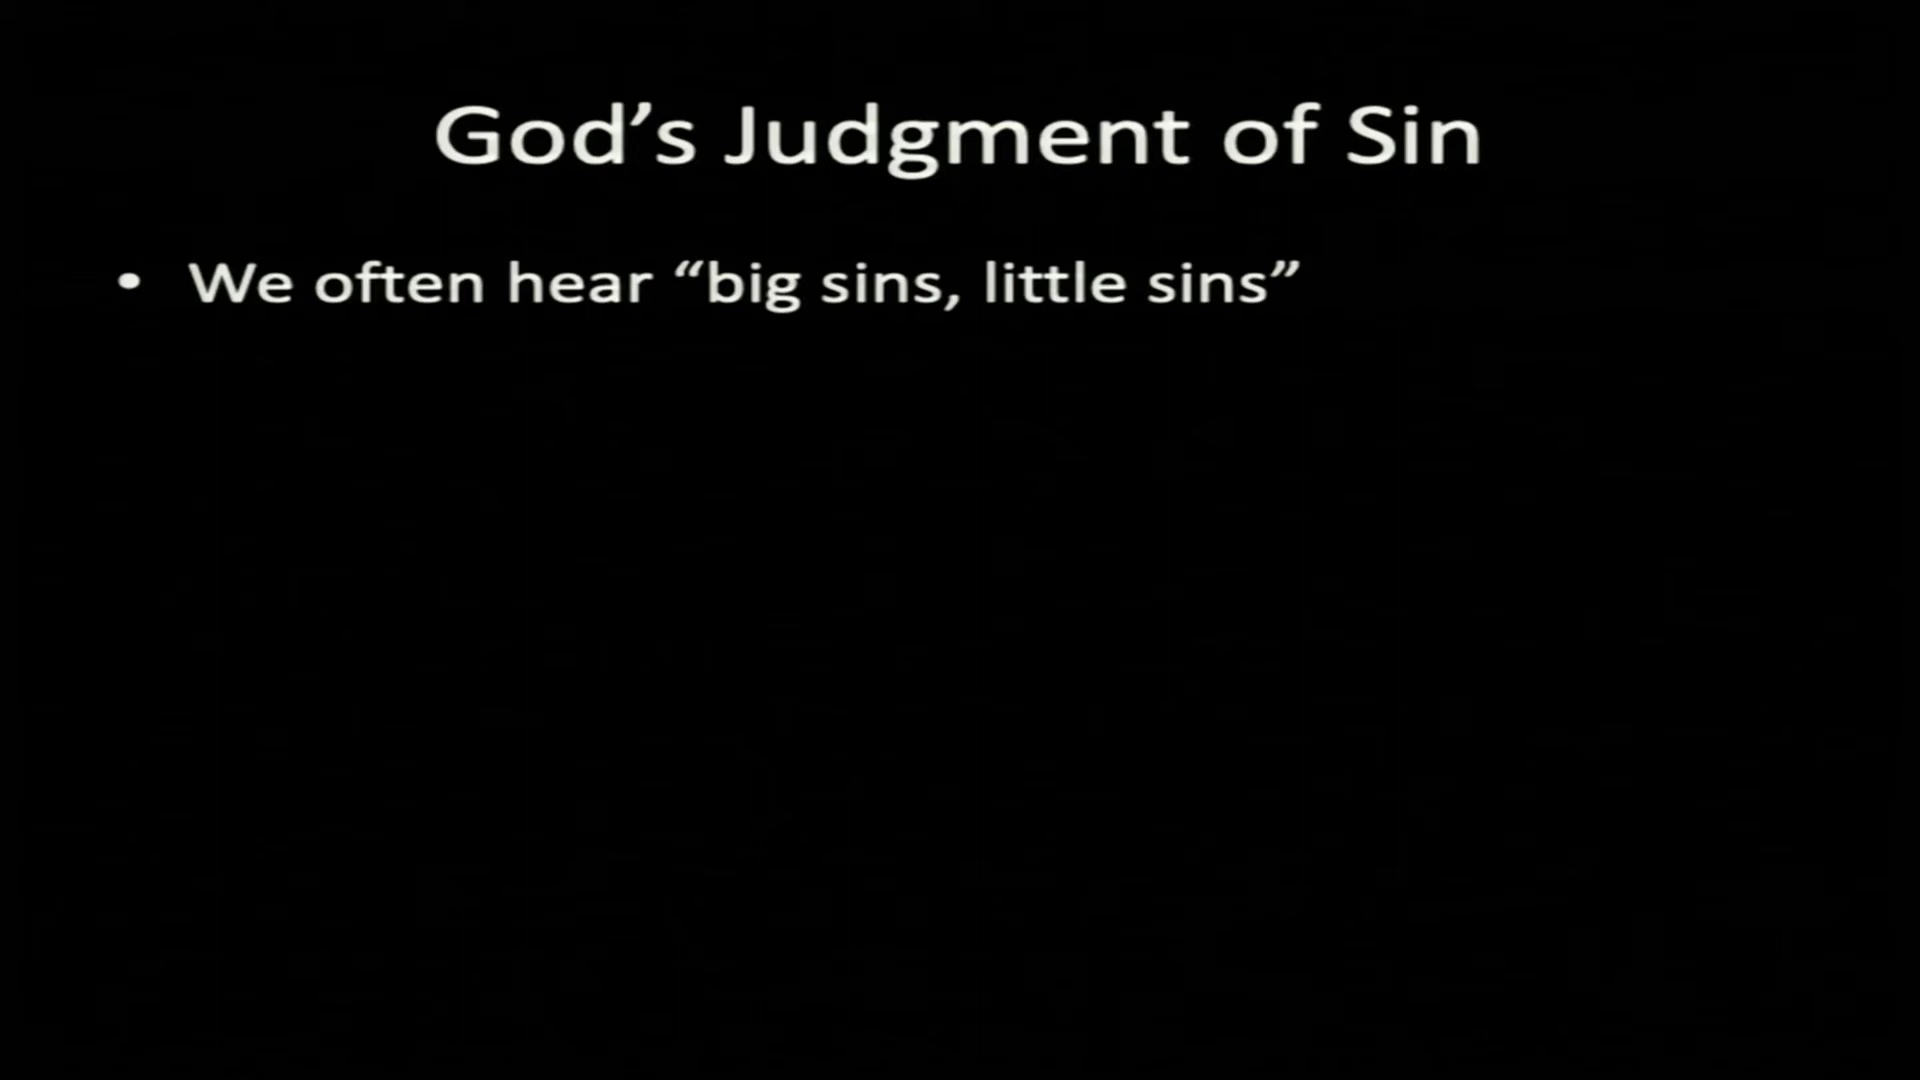 God’s Judgment of Sin
• We often hear “big sins, little sins”